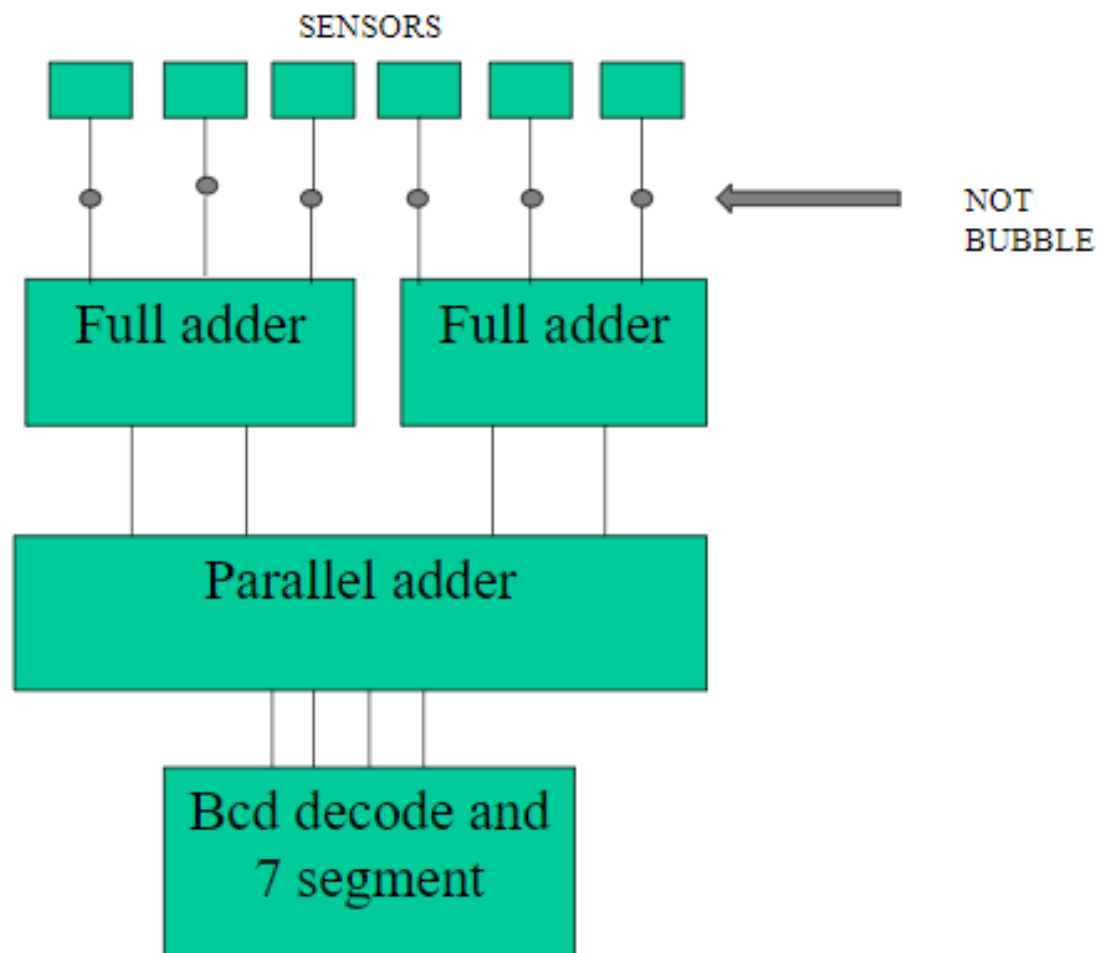 SENSORS
NOT
BUBBLE
Full adder
Full adder
Parallel adder
Bcd decode and
7 segment